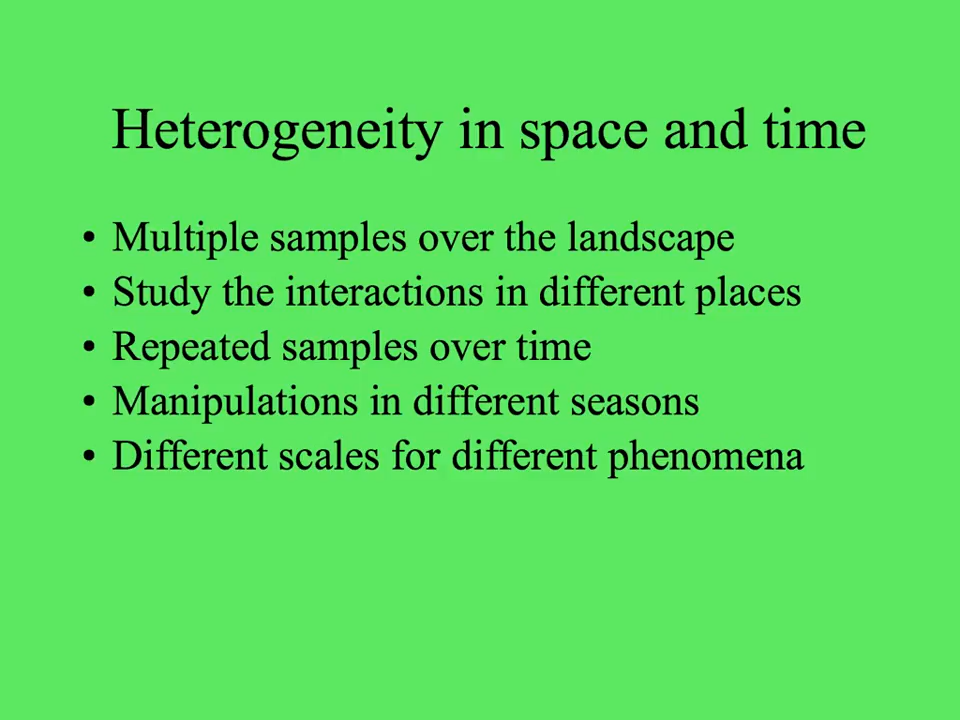 Heterogeneity in space and time
• Multiple samples over the landscape
• Study the interactions in different places
• Repeated samples over time
• Manipulations in different seasons
• Different scales for different phenomena